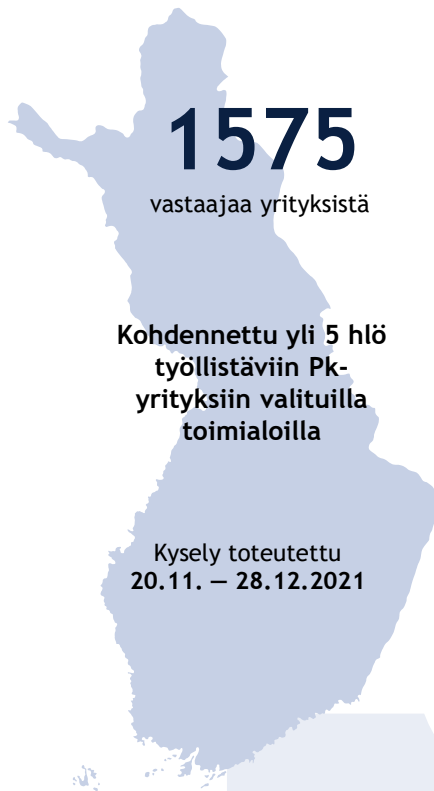 1575
vastaajaa yrityksistä
Kohdennettu yli 5 hlö
työllistäviin Pk-
yrityksiin valituilla
toimialoilla
Kysely toteutettu
20.11. — 28.12.2021